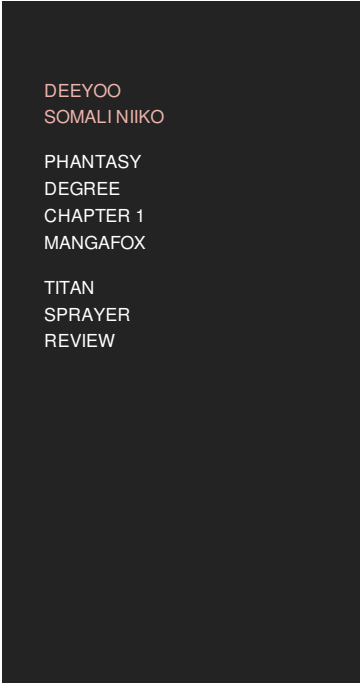 DEEYOO
SOMALI NIIKO
PHANTASY
DEGREE
CHAPTER 1
MANGAFOX
TITAN
SPRAYER
REVIEW